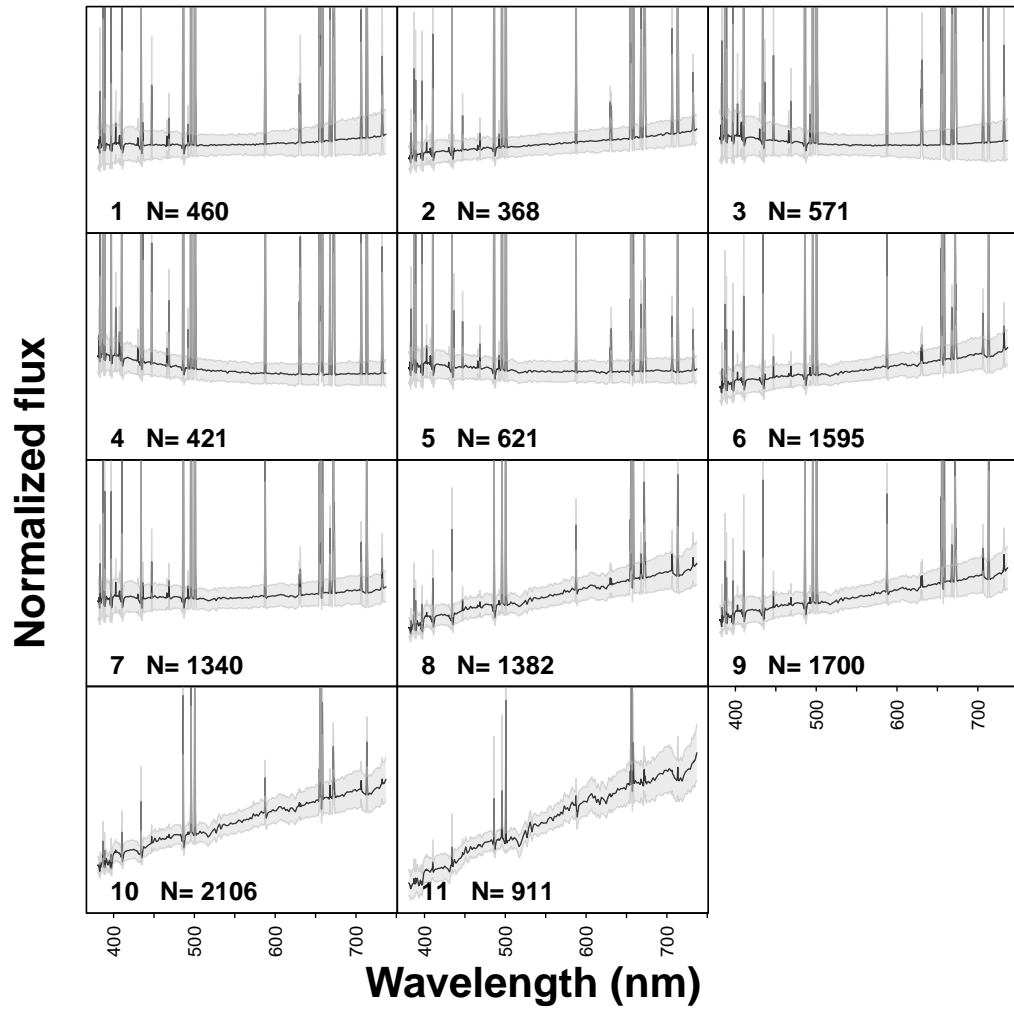 Normalized flux
1 N= 460
2 N= 368
3 N= 571
4 N= 421
5 N= 621
6 N= 1595
7 N= 1340
8 N= 1382
9 N= 1700
10 N= 2106
11 N= 911
400 500 600 700
400 500 600 700
400 500 600 700
Wavelength (nm)